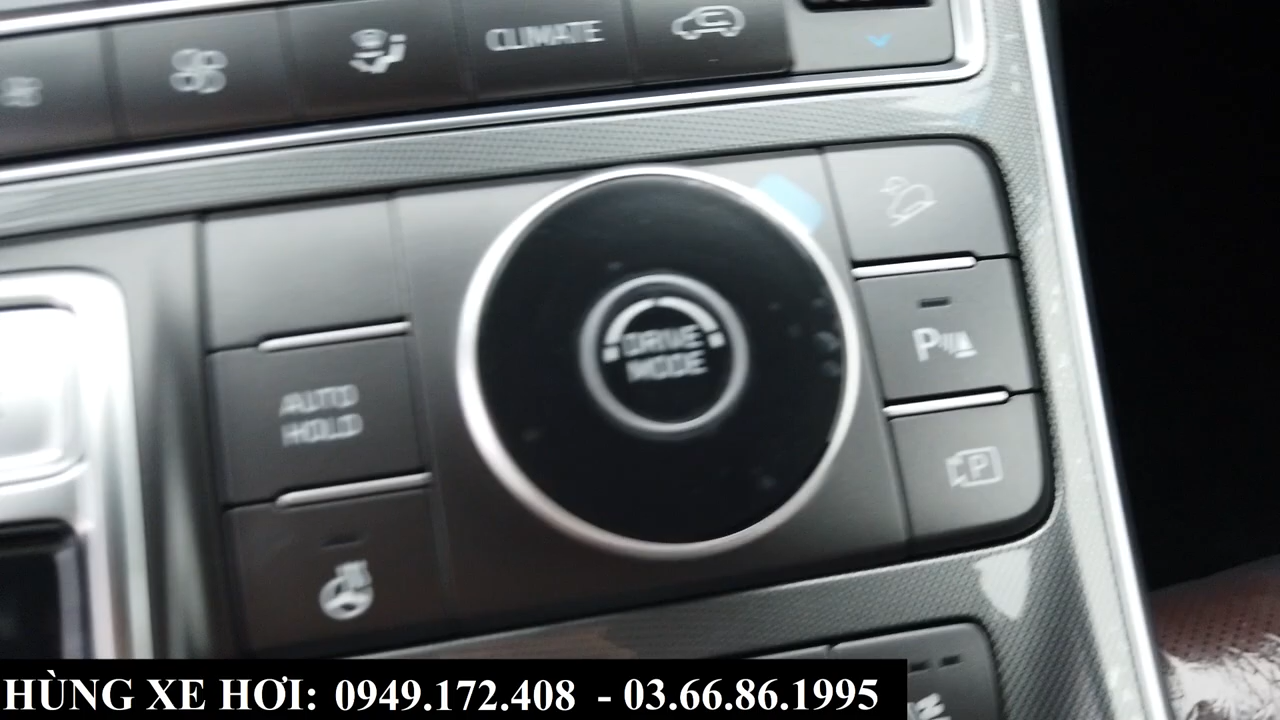 CLIMATE
DRIVE
MODE
AUTO
HOLD
P
P
HÙNG XE HƠI: 0949.172.408 - 03.66.86.1995